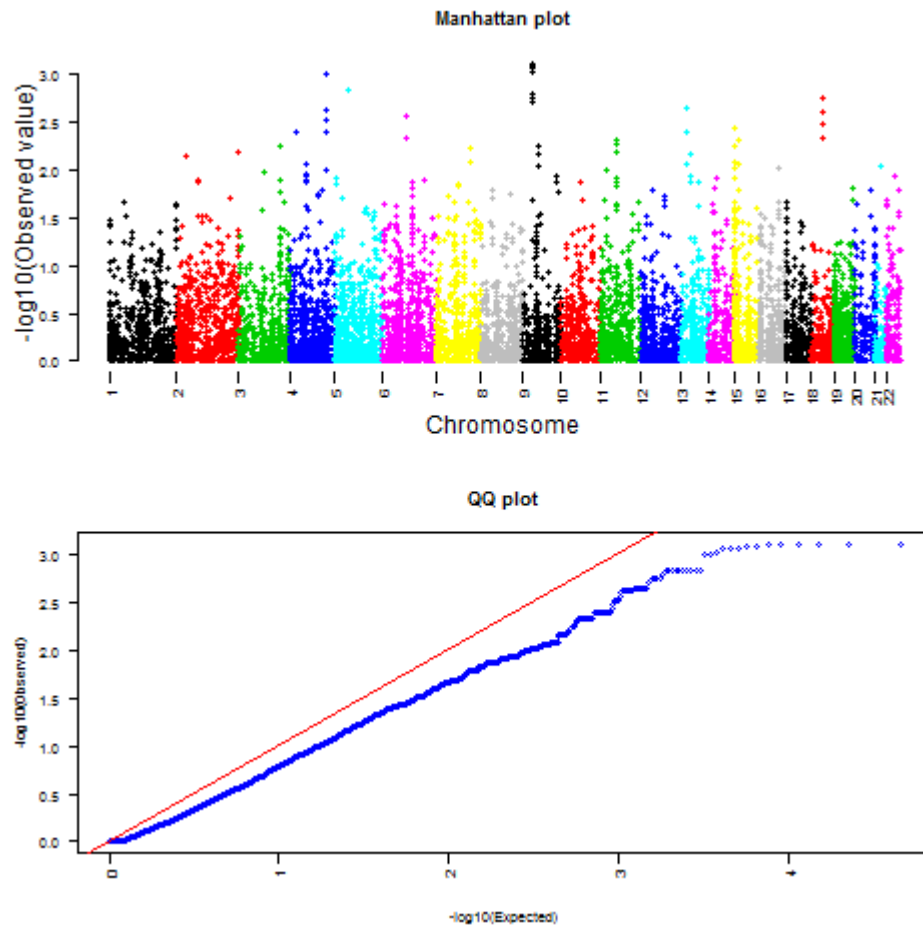 Manhattan plot
-log10(Observed value)
3.0
2.5
2.0
1.5
1.0
0.5
0.0
1 2 3 4 5 6 7 8 9 10 11 12 13 14 15 16 17 18 19 20 21 22
Chromosome
QQ plot
-log10(Observed)
3.0
2.5
2.0
1.5
1.0
0.5
0.0
0 1 2 3 4
-log10(Expected)